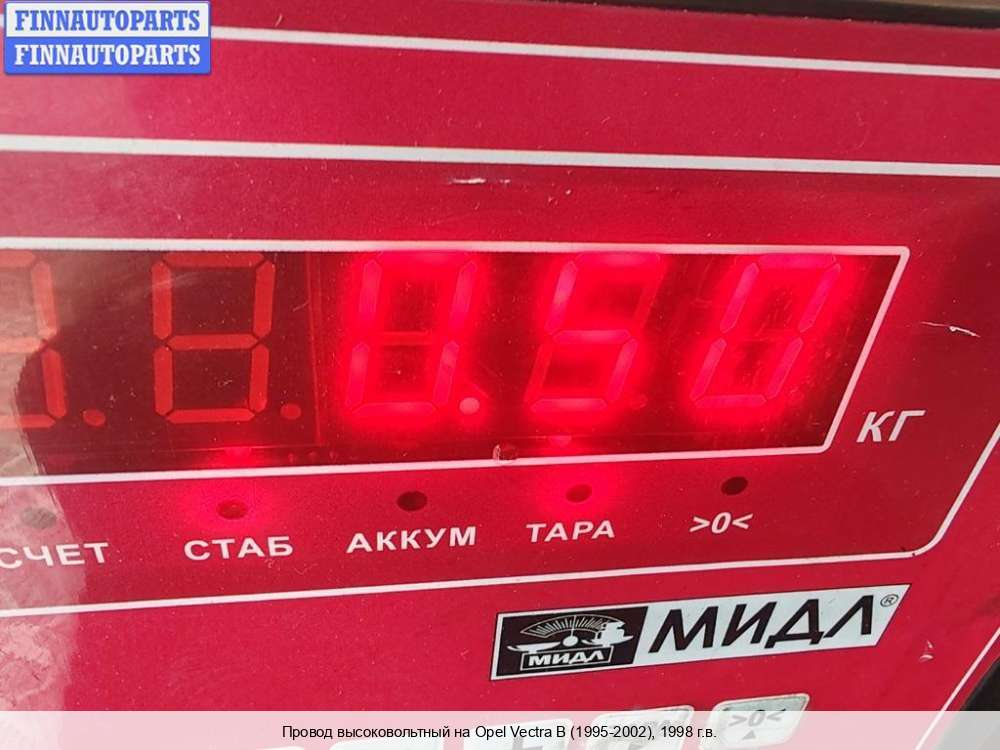 FINNAUTOPARTS
FINNAUTOPARTS
0.50
КГ
СЧЕТ СТАБ АККУМ ТАРА >0<
МИДЛ МИДЛ®
>0<
Провод высоковольтный на Opel Vectra B (1995-2002), 1998 г.в.